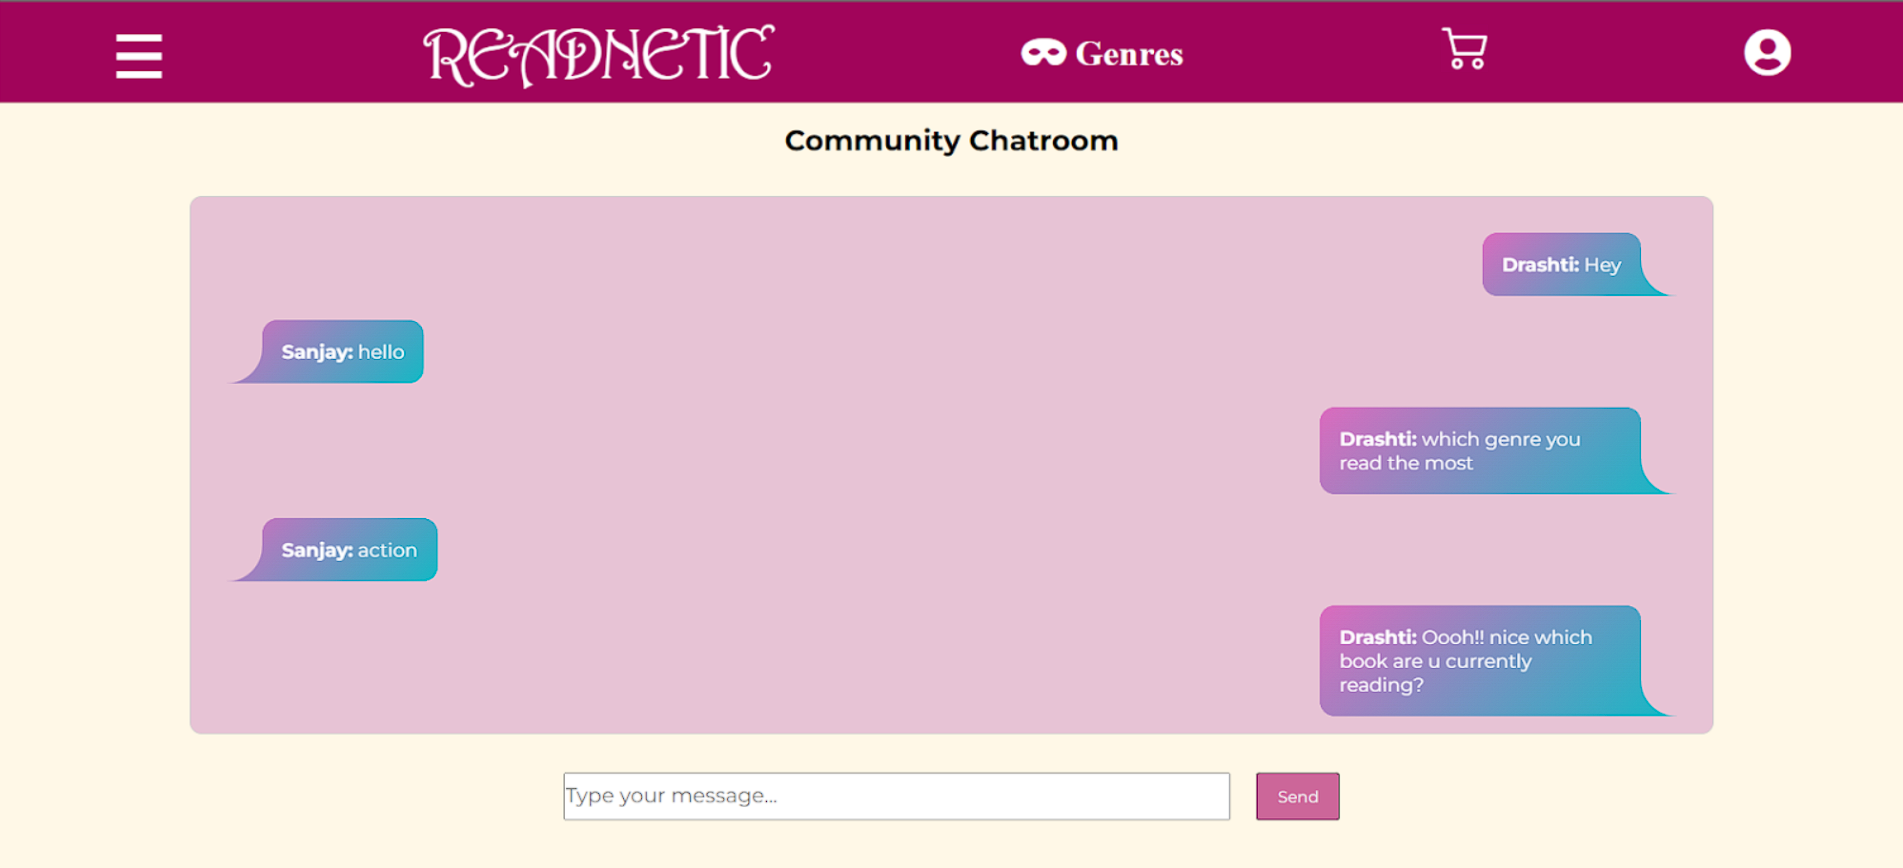 READNETIC
Genres
Community Chatroom
Drashti: Hey
Sanjay: hello
Drashti: which genre you
read the most
Sanjay: action
Drashti: Oooh!! nice which
book are u currently
reading?
Type your message...
Send